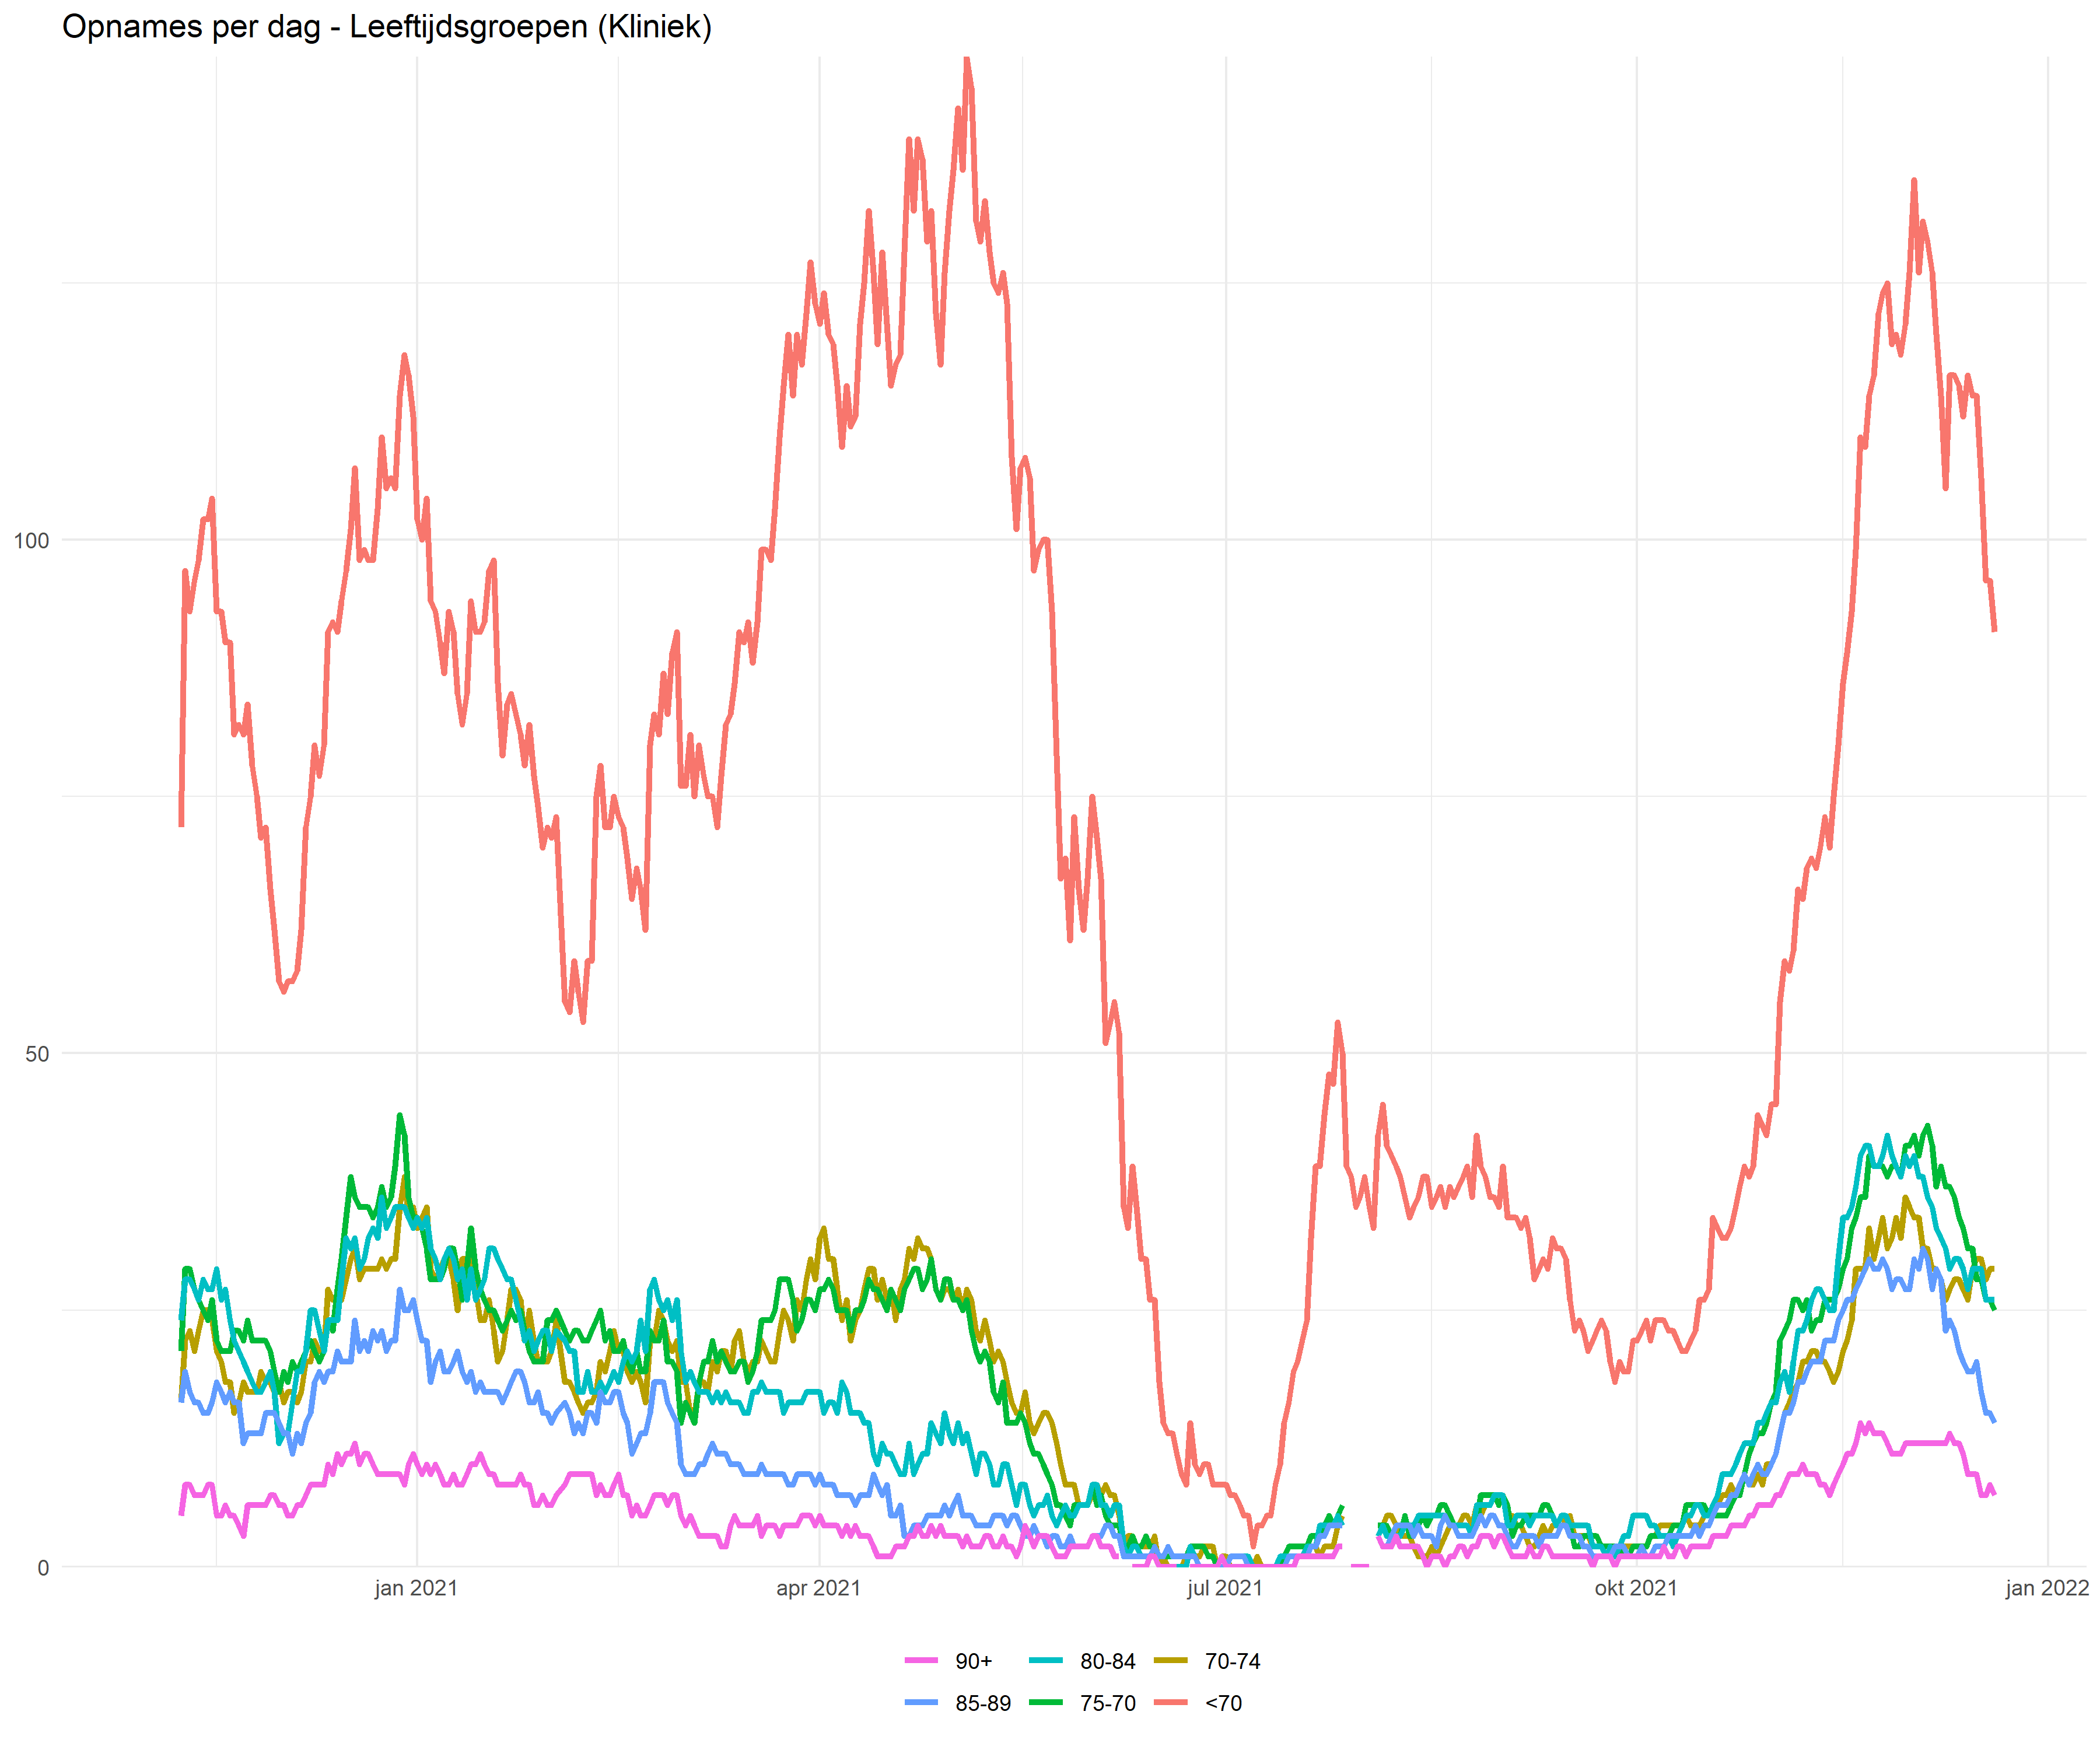 Opnames per dag - Leeftijdsgroepen (Kliniek)
100
50
0
jan 2021
apr 2021
jul 2021
okt 2021
jan 2022
90+ 80-84 70-74
85-89 75-70 <70